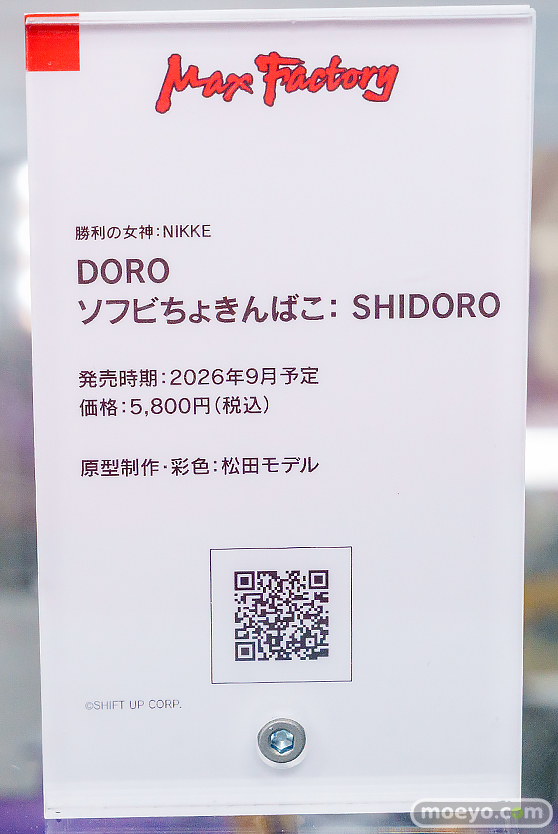 Max Factory
勝利の女神：NIKKE
DORO
ソフビちょきんばこ： SHIDORO
発売時期：2026年9月予定
価格：5,800円（税込）
原型制作・彩色：松田モデル
©SHIFT UP CORP.
moeyo.com